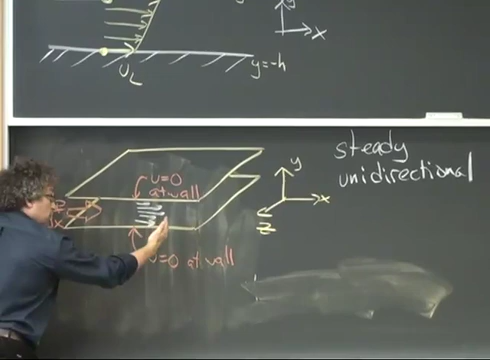 y
x
U_L
y=-h
steady
unidirectional
u=0
at wall
y
x
z
u=0 at wall